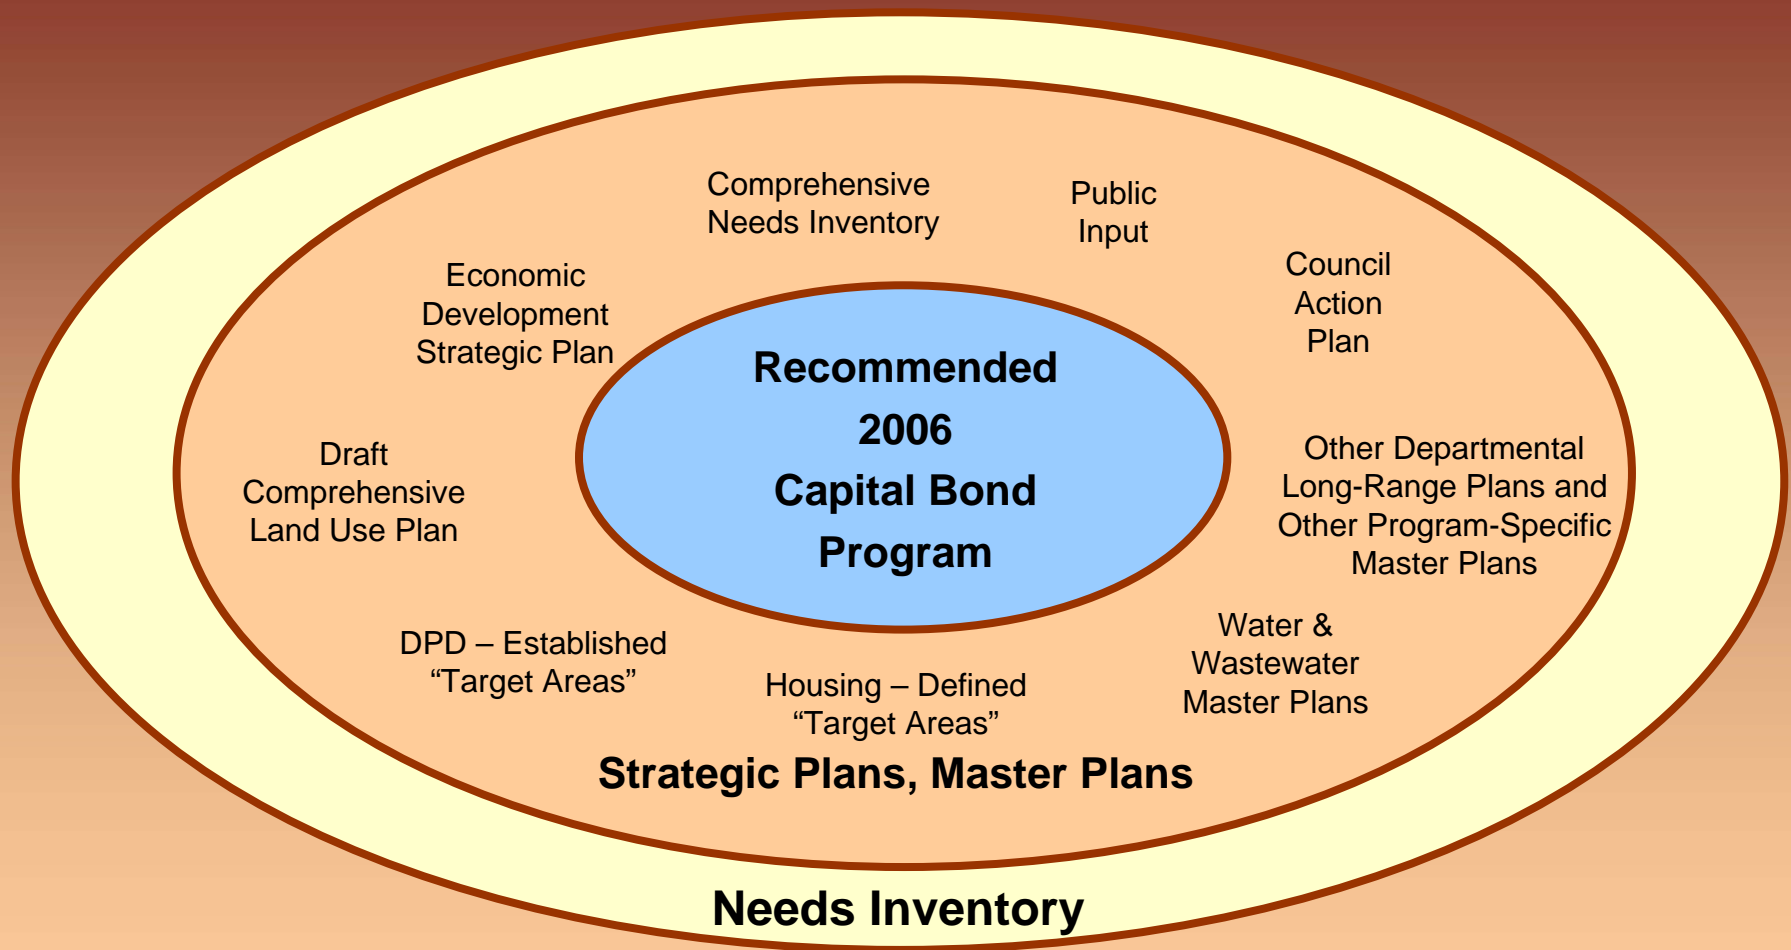 Comprehensive
Needs Inventory
Public
Input
Council
Action
Plan
Economic
Development
Strategic Plan
Recommended
2006
Capital Bond
Program
Draft
Comprehensive
Land Use Plan
Other Departmental
Long-Range Plans and
Other Program-Specific
Master Plans
DPD – Established
“Target Areas”
Housing – Defined
“Target Areas”
Water &
Wastewater
Master Plans
Strategic Plans, Master Plans
Needs Inventory